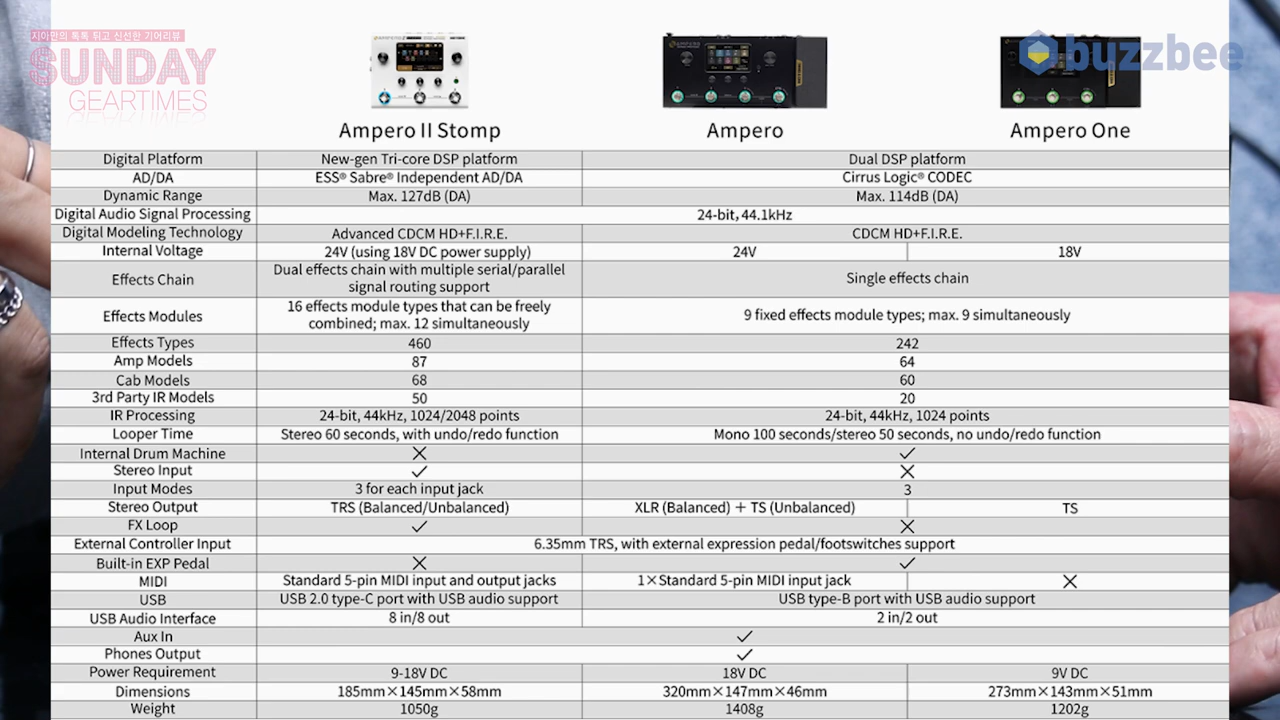 지아먼의 톡톡 튀고 신선한 기어리뷰
SUNDAY
GEARTIMES
buzzbee
Ampero II Stomp Ampero Ampero One
Digital Platform New-gen Tri-core DSP platform Dual DSP platform
AD/DA ESS® Sabre® Independent AD/DA Cirrus Logic® CODEC
Dynamic Range Max. 127dB (DA) Max. 114dB (DA)
Digital Audio Signal Processing 24-bit, 44.1kHz
Digital Modeling Technology Advanced CDCM HD+F.I.R.E. CDCM HD+F.I.R.E.
Internal Voltage 24V (using 18V DC power supply) 24V 18V
Effects Chain Dual effects chain with multiple serial/parallel
signal routing support Single effects chain
Effects Modules 16 effects module types that can be freely
combined; max. 12 simultaneously 9 fixed effects module types; max. 9 simultaneously
Effects Types 460 242
Amp Models 87 64
Cab Models 68 60
3rd Party IR Models 50 20
IR Processing 24-bit, 44kHz, 1024/2048 points 24-bit, 44kHz, 1024 points
Looper Time Stereo 60 seconds, with undo/redo function Mono 100 seconds/stereo 50 seconds, no undo/redo function
Internal Drum Machine ✕ ✓
Stereo Input ✓ ✕
Input Modes 3 for each input jack 3
Stereo Output TRS (Balanced/Unbalanced) XLR (Balanced) + TS (Unbalanced) TS
FX Loop ✓ ✕
External Controller Input 6.35mm TRS, with external expression pedal/footswitches support
Built-in EXP Pedal ✕ ✓
MIDI Standard 5-pin MIDI input and output jacks 1×Standard 5-pin MIDI input jack ✕
USB USB 2.0 type-C port with USB audio support USB type-B port with USB audio support
USB Audio Interface 8 in/8 out 2 in/2 out
Aux In ✓
Phones Output ✓
Power Requirement 9-18V DC 18V DC 9V DC
Dimensions 185mm×145mm×58mm 320mm×147mm×46mm 273mm×143mm×51mm
Weight 1050g 1408g 1202g